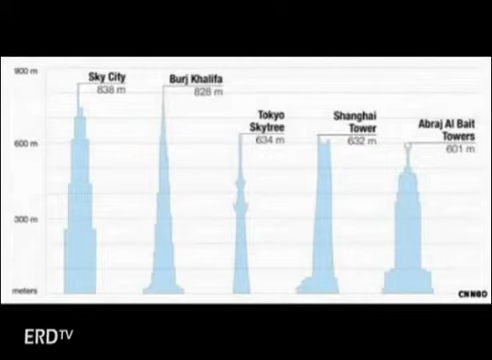 900 m
Sky City
838 m
Burj Khalifa
828 m
Tokyo
Skytree
634 m
Shanghai
Tower
632 m
Abraj Al Bait
Towers
601 m
600 m
300 m
meters
CNNGO
ERDTV